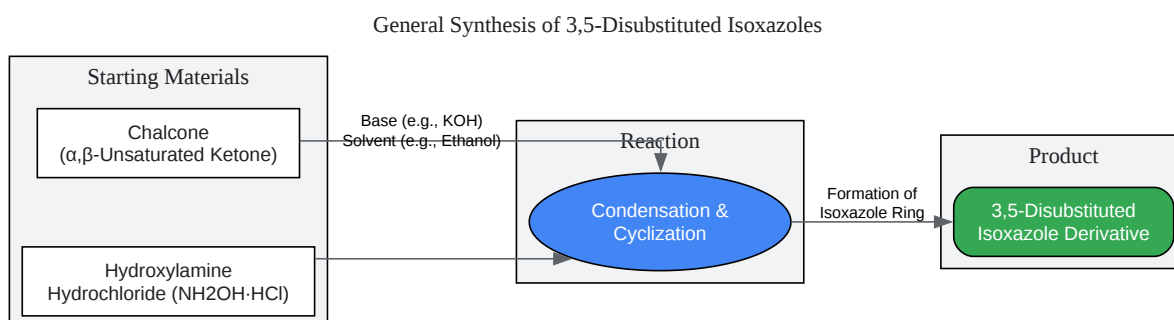 General Synthesis of 3,5-Disubstituted Isoxazoles
Starting Materials
Chalcone
(α,β-Unsaturated Ketone)
Hydroxylamine
Hydrochloride (NH2OH·HCl)
Base (e.g., KOH)
Solvent (e.g., Ethanol)
Reaction
Condensation &
Cyclization
Formation of
Isoxazole Ring
Product
3,5-Disubstituted
Isoxazole Derivative